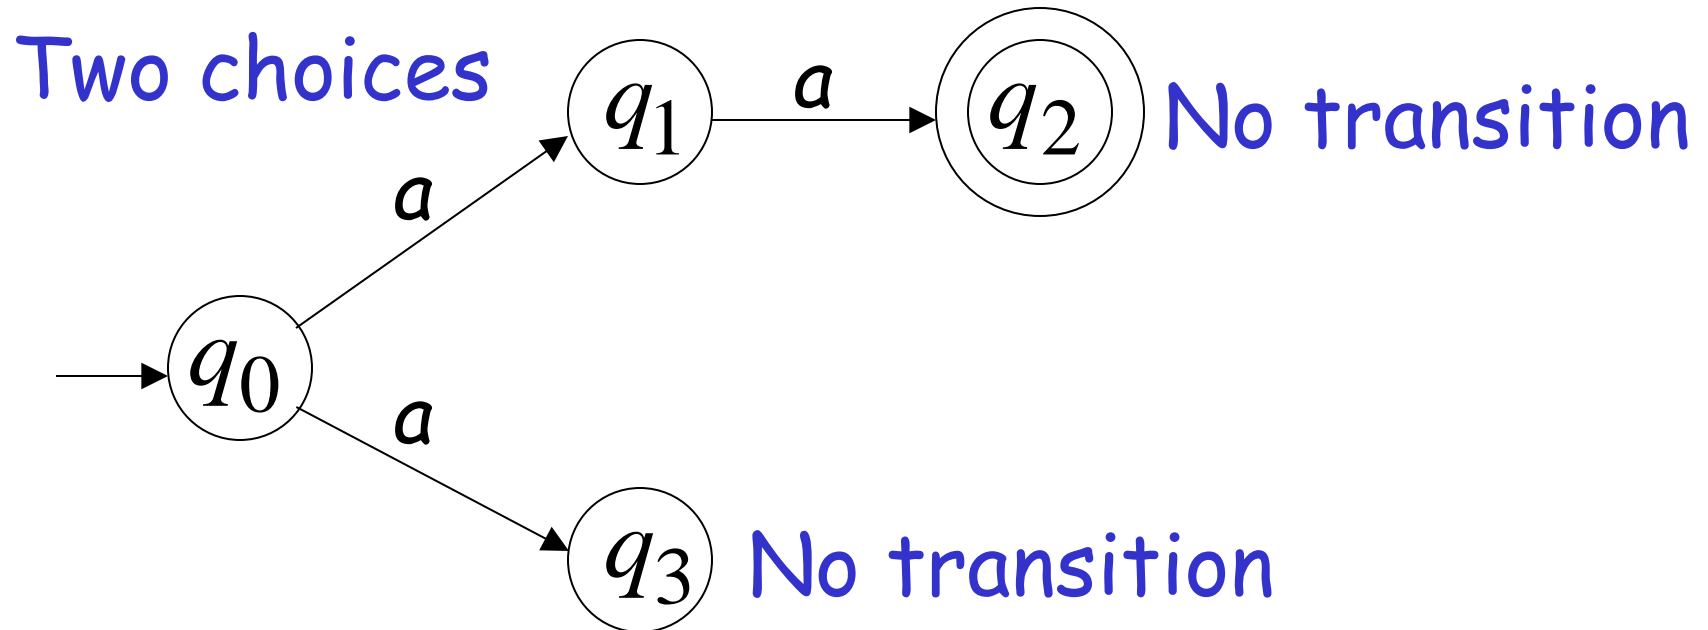 Two choices
q1
a
q2
No transition
a
q0
a
q3
No transition